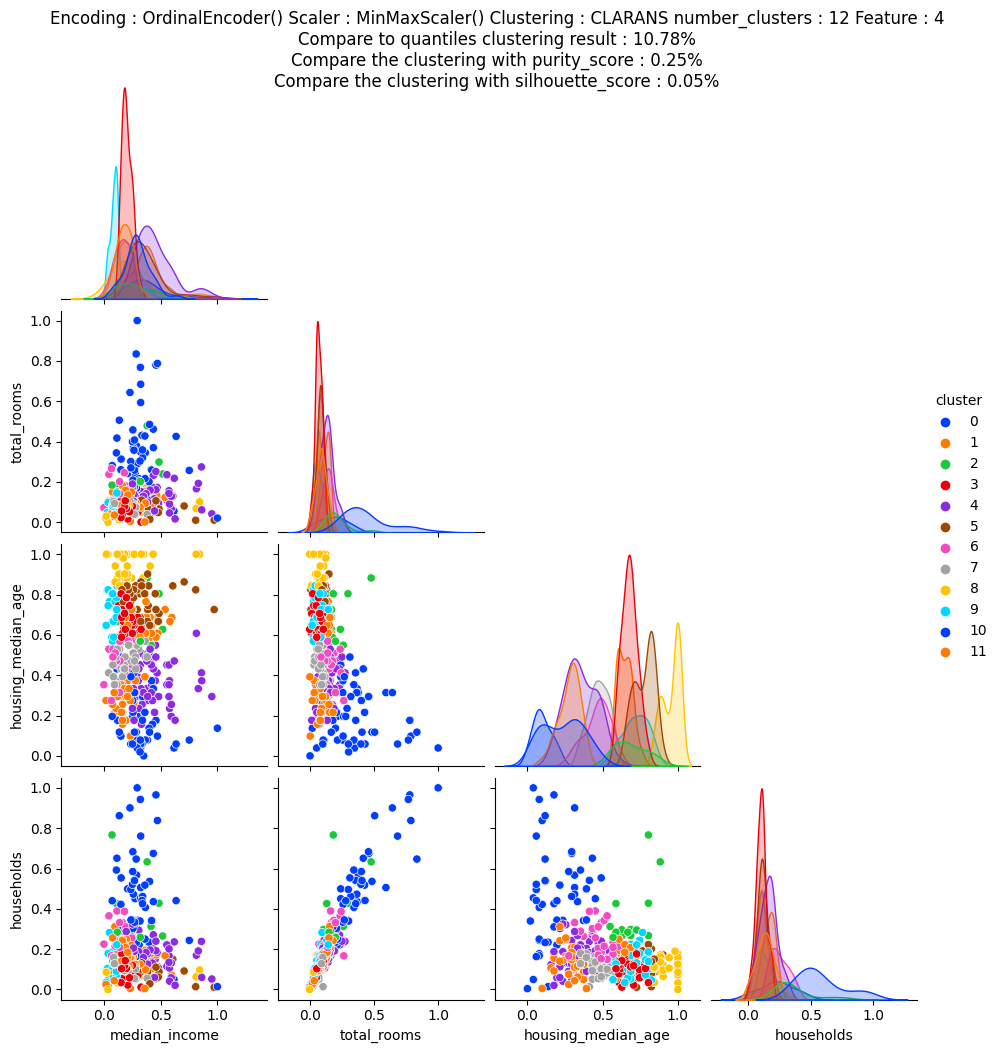 Encoding : OrdinalEncoder() Scaler : MinMaxScaler() Clustering : CLARANS number_clusters : 12 Feature : 4
Compare to quantiles clustering result : 10.78%
Compare the clustering with purity_score : 0.25%
Compare the clustering with silhouette_score : 0.05%
1.0
0.8
0.6
0.4
0.2
0.0
total_rooms
1.0
0.8
0.6
0.4
0.2
0.0
housing_median_age
1.0
0.8
0.6
0.4
0.2
0.0
households
0.0 0.5 1.0
median_income
0.0 0.5 1.0
total_rooms
0.0 0.5 1.0
housing_median_age
0.0 0.5 1.0
households
cluster
0
1
2
3
4
5
6
7
8
9
10
11